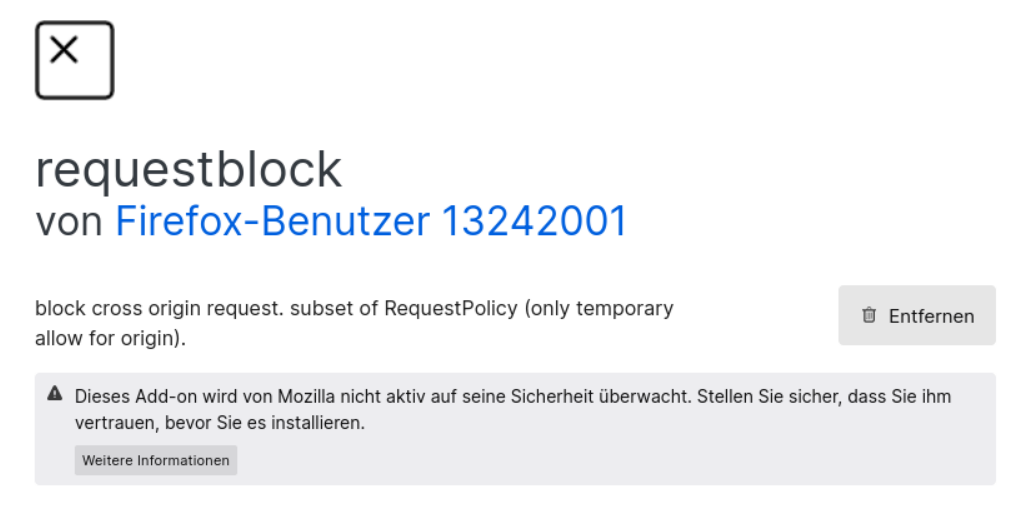 requestblock
von Firefox-Benutzer 13242001
block cross origin request. subset of RequestPolicy (only temporary
allow for origin).
Entfernen
Dieses Add-on wird von Mozilla nicht aktiv auf seine Sicherheit überwacht. Stellen Sie sicher, dass Sie ihm
vertrauen, bevor Sie es installieren.
Weitere Informationen